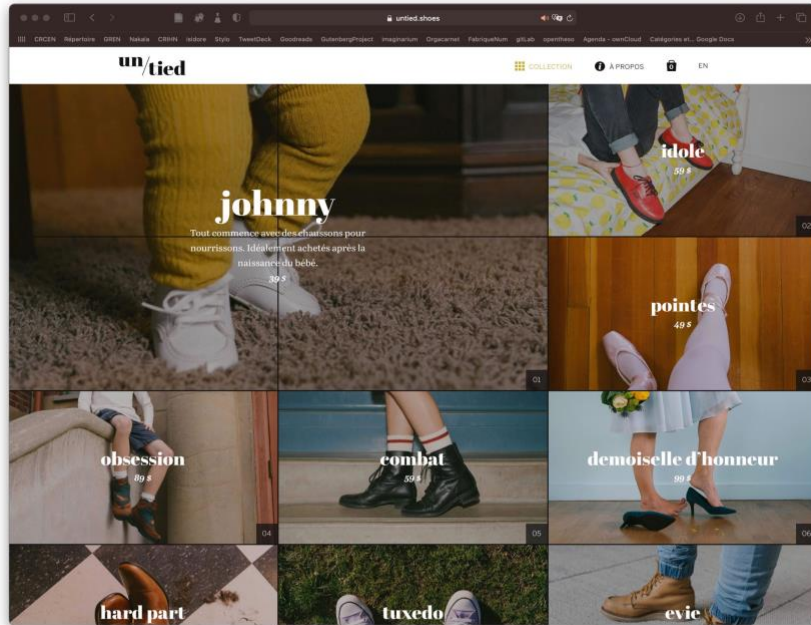 untied.shoes
CRCEN Répertoire GREN Nakala CRIHN isidore Stylo TweetDeck Goodreads GutenbergProject imaginarium Orgacarnet FabriqueNum gitLab opentheso Agenda – ownCloud Catégories et... Google Docs
un/tied
COLLECTION À PROPOS 0 EN
johnny
Tout commence avec des chaussons pour
nourrissons. Idéalement achetés après la
naissance du bébé.
39 $
01
idole
59 $
02
pointes
49 $
03
obsession
89 $
04
combat
59 $
05
demoiselle d'honneur
99 $
06
hard part
tuxedo
evie